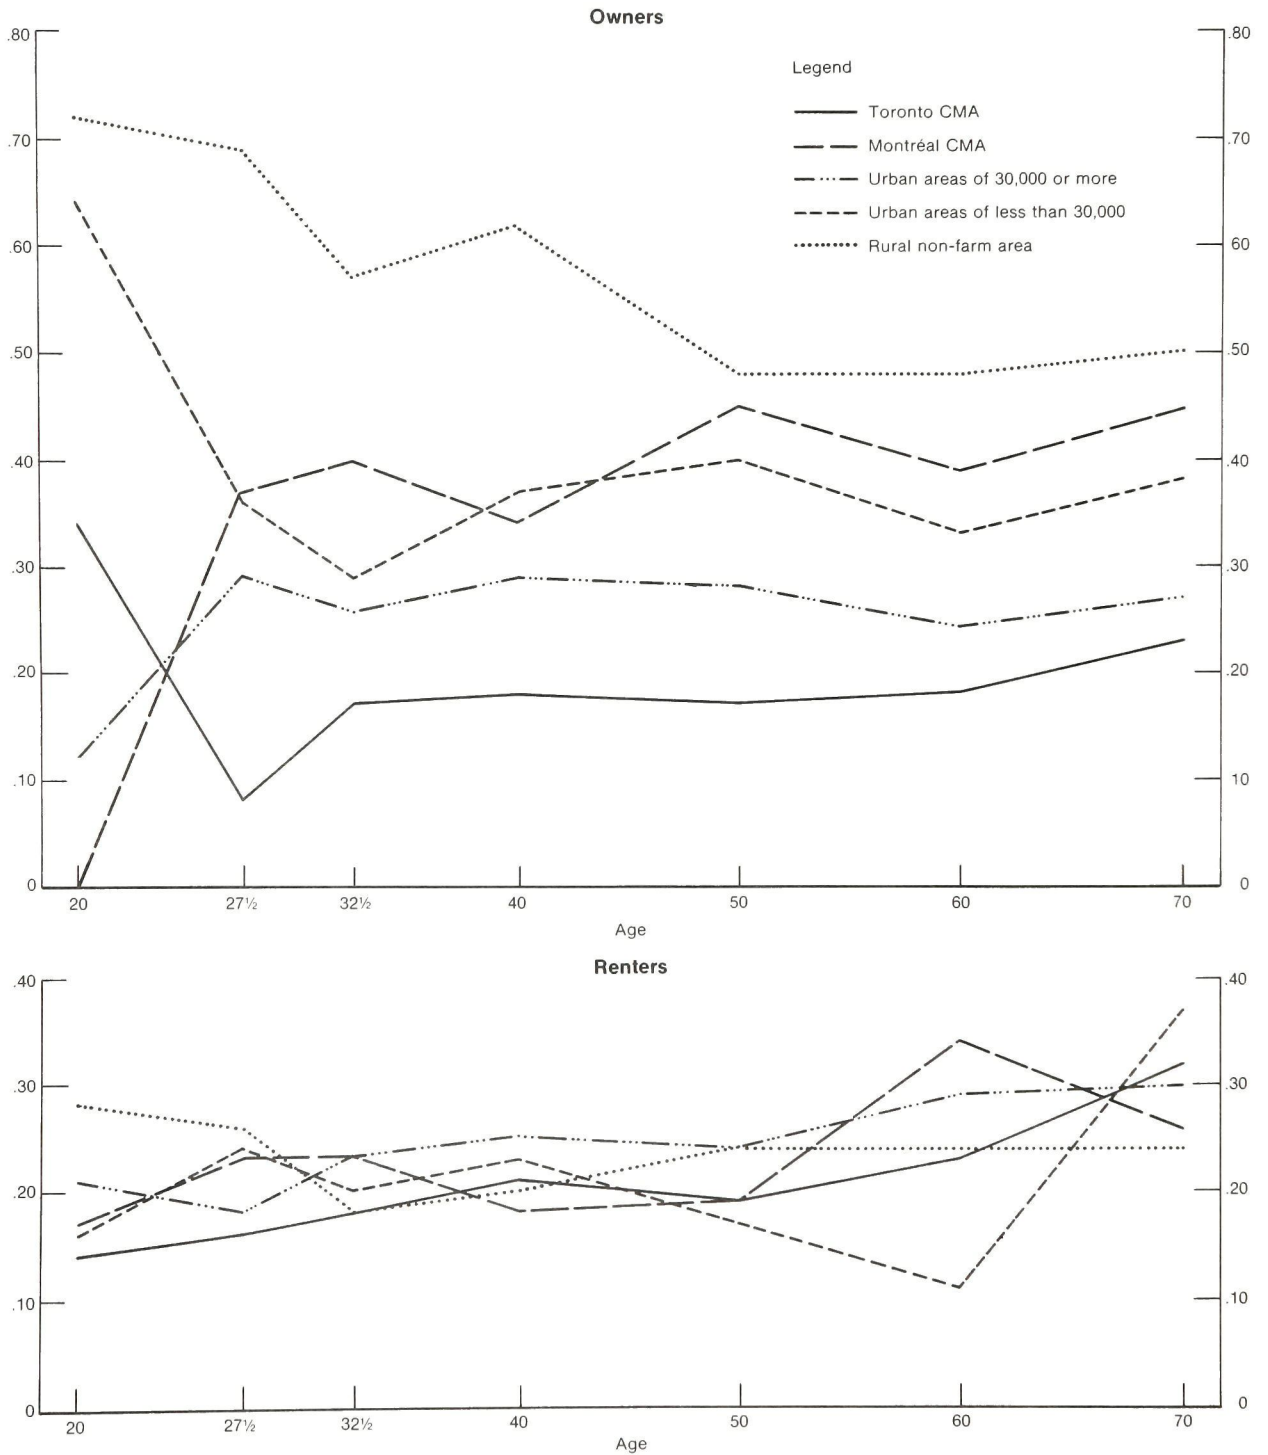 Owners
.80
.70
.60
.50
.40
.30
.20
.10
0
.80
.70
60
.50
.40
.30
.20
10
0
Legend
Toronto CMA
Montréal CMA
Urban areas of 30,000 or more
Urban areas of less than 30,000
Rural non-farm area
20 27½ 32½ 40 50 60 70
Age
Renters
.40
.30
.20
.10
0
.40
.30
.20
.10
0
20 27½ 32½ 40 50 60 70
Age